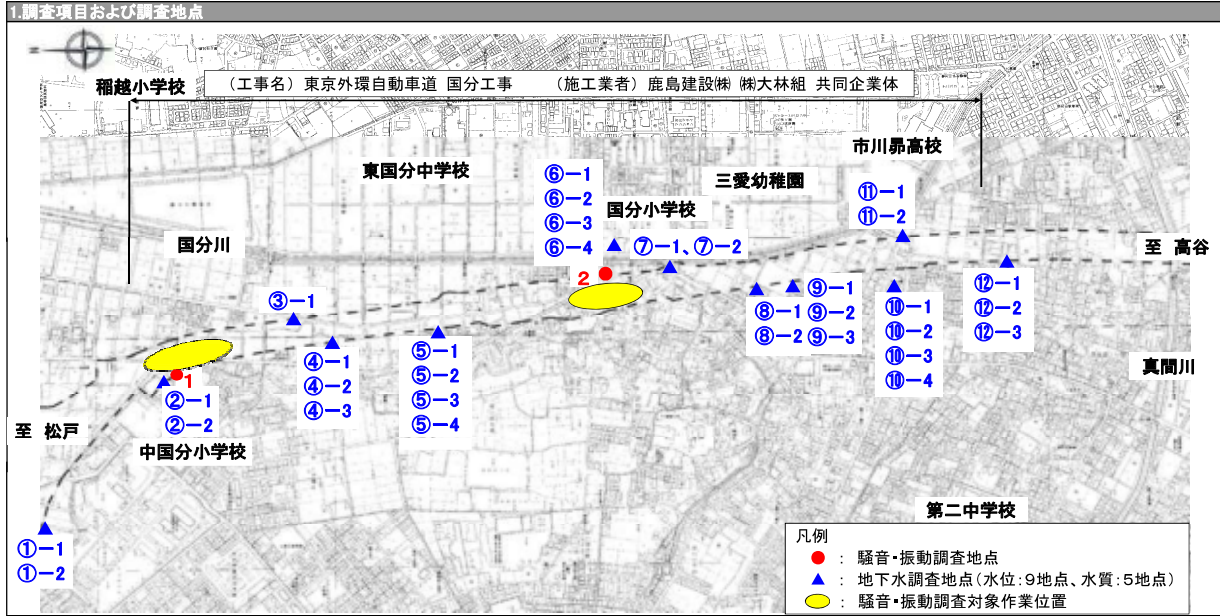 1.調査項目および調査地点
稲越小学校
(工事名) 東京外環自動車道 国分工事　　(施工業者) 鹿島建設㈱ ㈱大林組 共同企業体
市川昴高校
東国分中学校
⑥-1
⑥-2
⑥-3
⑥-4
三愛幼稚園
国分小学校
⑪-1
⑪-2
国分川
⑦-1、⑦-2
至 高谷
2
③-1
⑫-1
⑫-2
⑫-3
⑧-1
⑧-2
⑨-1
⑨-2
⑨-3
⑩-1
⑩-2
⑩-3
⑩-4
④-1
④-2
④-3
⑤-1
⑤-2
⑤-3
⑤-4
真間川
1
②-1
②-2
至 松戸
中国分小学校
第二中学校
①-1
①-2
凡例
： 騒音・振動調査地点
： 地下水調査地点(水位：9地点、水質：5地点)
： 騒音・振動調査対象作業位置